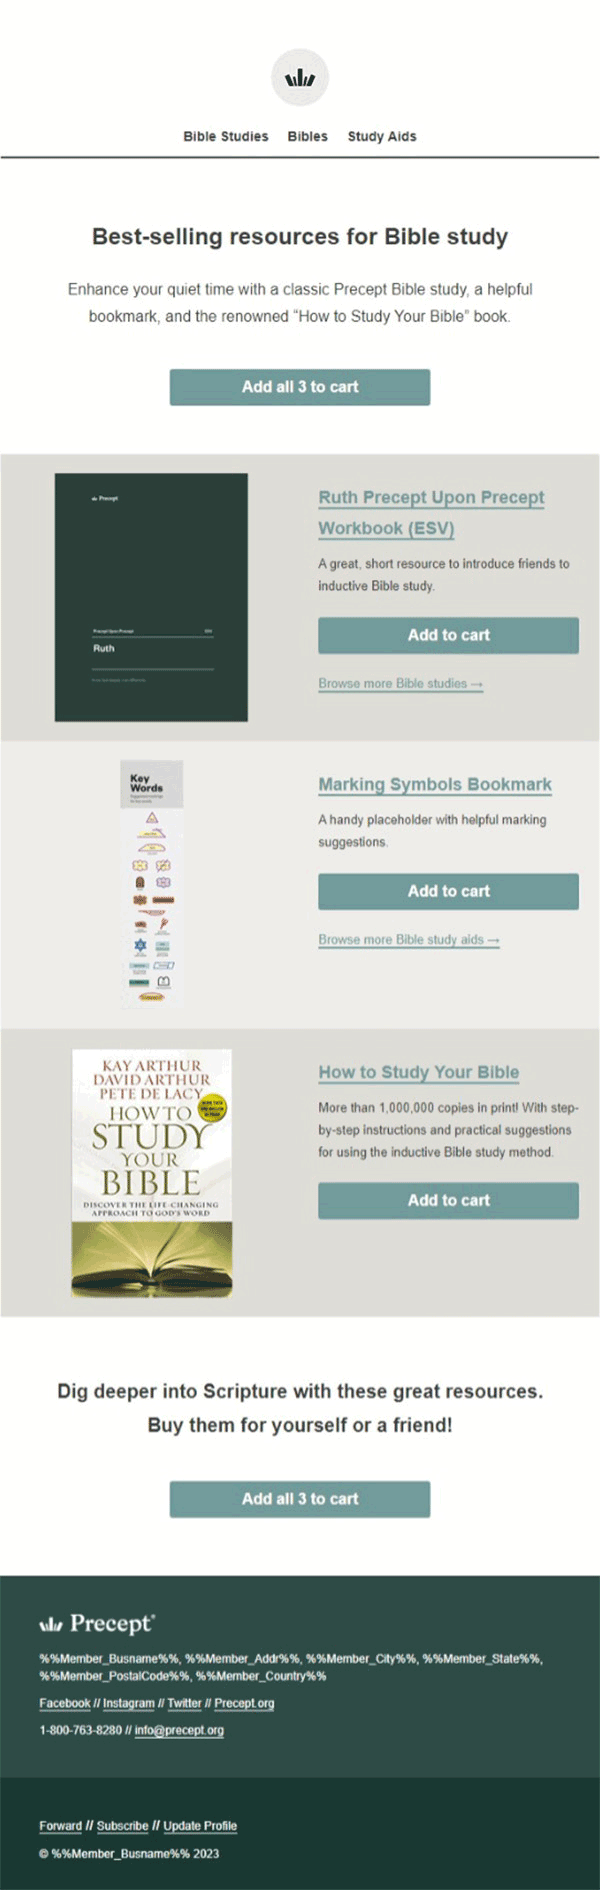 Bible Studies Bibles Study Aids
Best-selling resources for Bible study
Enhance your quiet time with a classic Precept Bible study, a helpful
bookmark, and the renowned “How to Study Your Bible” book.
Add all 3 to cart
Precept
Precept Upon Precept ESV
Ruth
Ruth Precept Upon Precept
Workbook (ESV)
A great, short resource to introduce friends to
inductive Bible study.
Add to cart
Browse more Bible studies →
Key
Words
Marking Symbols Bookmark
A handy placeholder with helpful marking
suggestions.
Add to cart
Browse more Bible study aids →
KAY ARTHUR
DAVID ARTHUR
PETE DE LACY
HOW TO
STUDY
YOUR
BIBLE
DISCOVER THE LIFE-CHANGING
APPROACH TO GOD'S WORD
How to Study Your Bible
More than 1,000,000 copies in print! With step-
by-step instructions and practical suggestions
for using the inductive Bible study method.
Add to cart
Dig deeper into Scripture with these great resources.
Buy them for yourself or a friend!
Add all 3 to cart
Precept®
%%Member_Busname%%, %%Member_Addr%%, %%Member_City%%, %%Member_State%%,
%%Member_PostalCode%%, %%Member_Country%%
Facebook // Instagram // Twitter // Precept.org
1-800-763-8280 // info@precept.org
Forward // Subscribe // Update Profile
© %%Member_Busname%% 2023